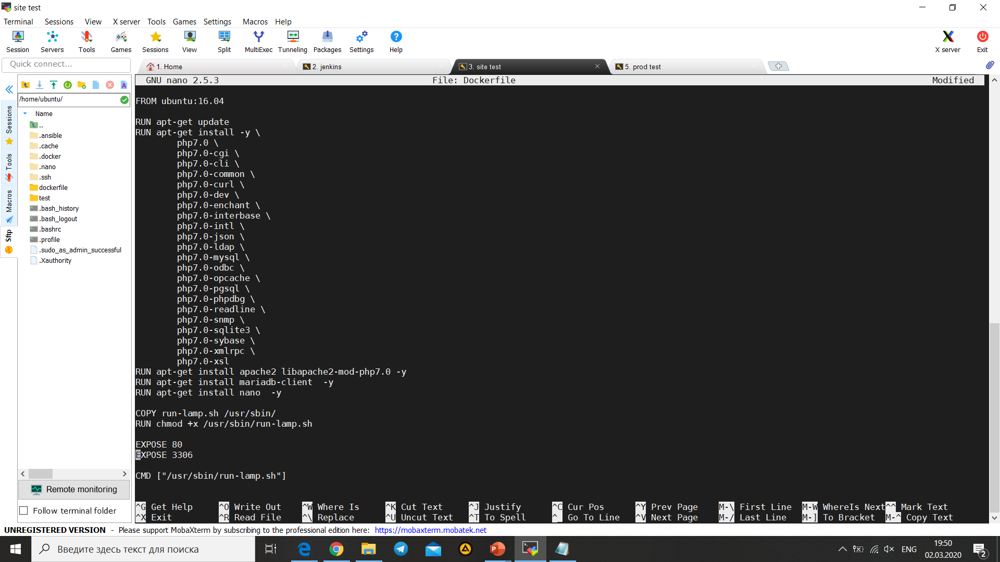 site test
Terminal Sessions View X server Tools Games Settings Macros Help
Session Servers Tools Games Sessions View Split MultiExec Tunneling Packages Settings Help X server Exit
Quick connect...
1. Home 2. jenkins 3. site test 5. prod test
GNU nano 2.5.3 File: Dockerfile Modified
/home/ubuntu/
Name
..
.ansible
.cache
.docker
.nano
.ssh
dockerfile
test
.bash_history
.bash_logout
.bashrc
.profile
.sudo_as_admin_successful
.Xauthority
Sessions
Tools
Macros
Sftp
Remote monitoring
Follow terminal folder
FROM ubuntu:16.04
RUN apt-get update
RUN apt-get install -y \
php7.0 \
php7.0-cgi \
php7.0-cli \
php7.0-common \
php7.0-curl \
php7.0-dev \
php7.0-enchant \
php7.0-interbase \
php7.0-intl \
php7.0-json \
php7.0-ldap \
php7.0-mysql \
php7.0-odbc \
php7.0-opcache \
php7.0-pgsql \
php7.0-phpdbg \
php7.0-readline \
php7.0-snmp \
php7.0-sqlite3 \
php7.0-sybase \
php7.0-xmlrpc \
php7.0-xsl
RUN apt-get install apache2 libapache2-mod-php7.0 -y
RUN apt-get install mariadb-client  -y
RUN apt-get install nano  -y
COPY run-lamp.sh /usr/sbin/
RUN chmod +x /usr/sbin/run-lamp.sh
EXPOSE 80
EXPOSE 3306
CMD ["/usr/sbin/run-lamp.sh"]
^G Get Help ^O Write Out ^W Where Is ^K Cut Text ^J Justify ^C Cur Pos ^Y Prev Page M-\ First Line M-W WhereIs Next ^^ Mark Text
^X Exit ^R Read File ^\ Replace ^U Uncut Text ^T To Spell ^_ Go To Line ^V Next Page M-/ Last Line M-] To Bracket M-^ Copy Text
UNREGISTERED VERSION - Please support MobaXterm by subscribing to the professional edition here: https://mobaxterm.mobatek.net
Введите здесь текст для поиска
ENG
19:50
02.03.2020
2